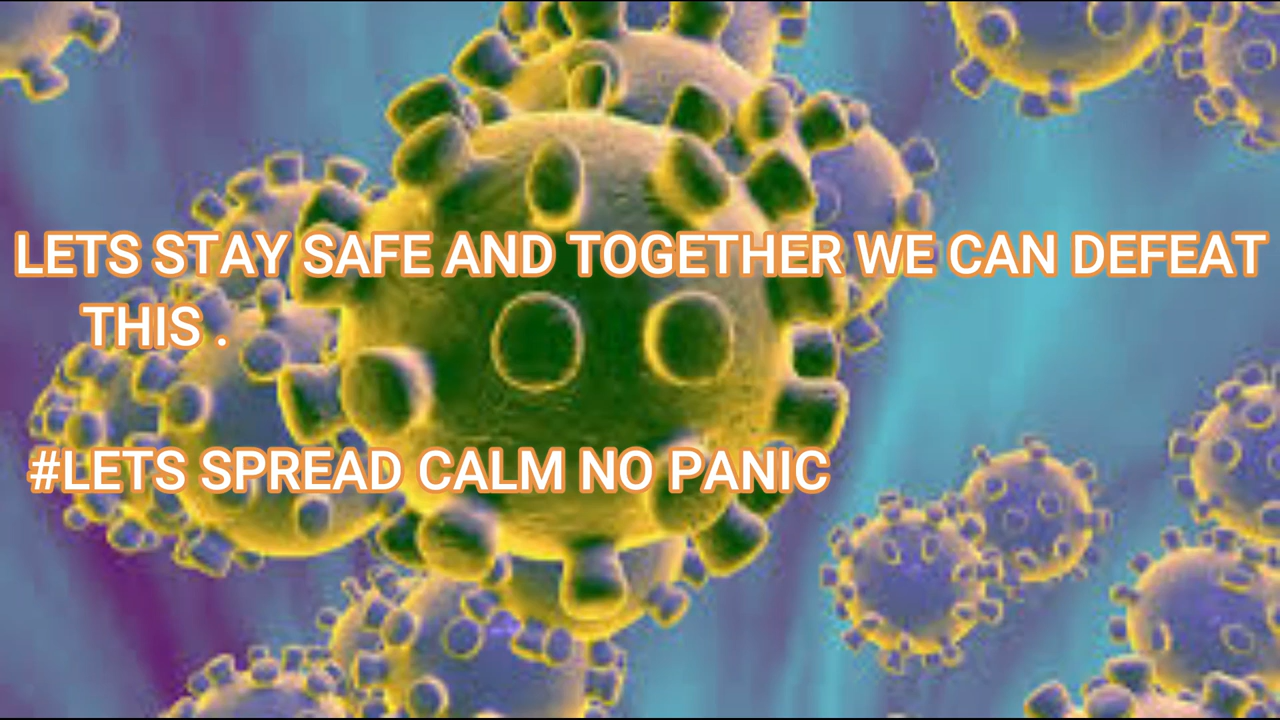 LETS STAY SAFE AND TOGETHER WE CAN DEFEAT
THIS .
#LETS SPREAD CALM NO PANIC